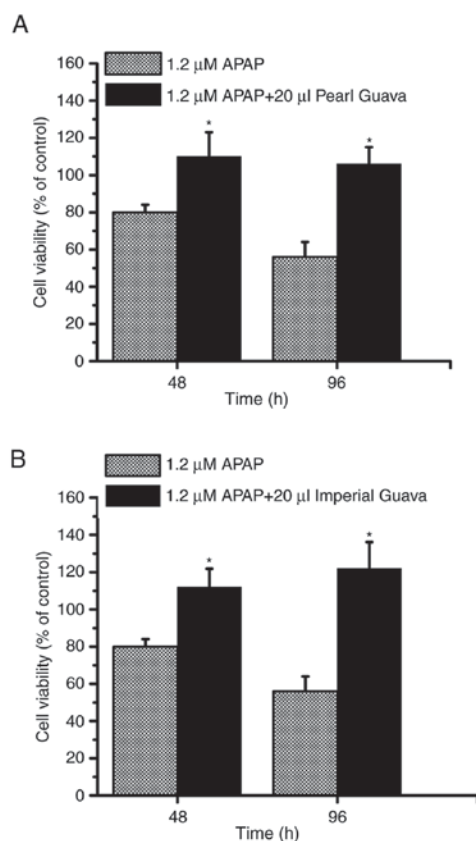 A
1.2 μM APAP
1.2 μM APAP+20 μl Pearl Guava
160
140
120
100
80
60
40
20
0
Cell viability (% of control)
*
*
48
96
Time (h)
B
1.2 μM APAP
1.2 μM APAP+20 μl Imperial Guava
160
140
120
100
80
60
40
20
0
Cell viability (% of control)
*
*
48
96
Time (h)